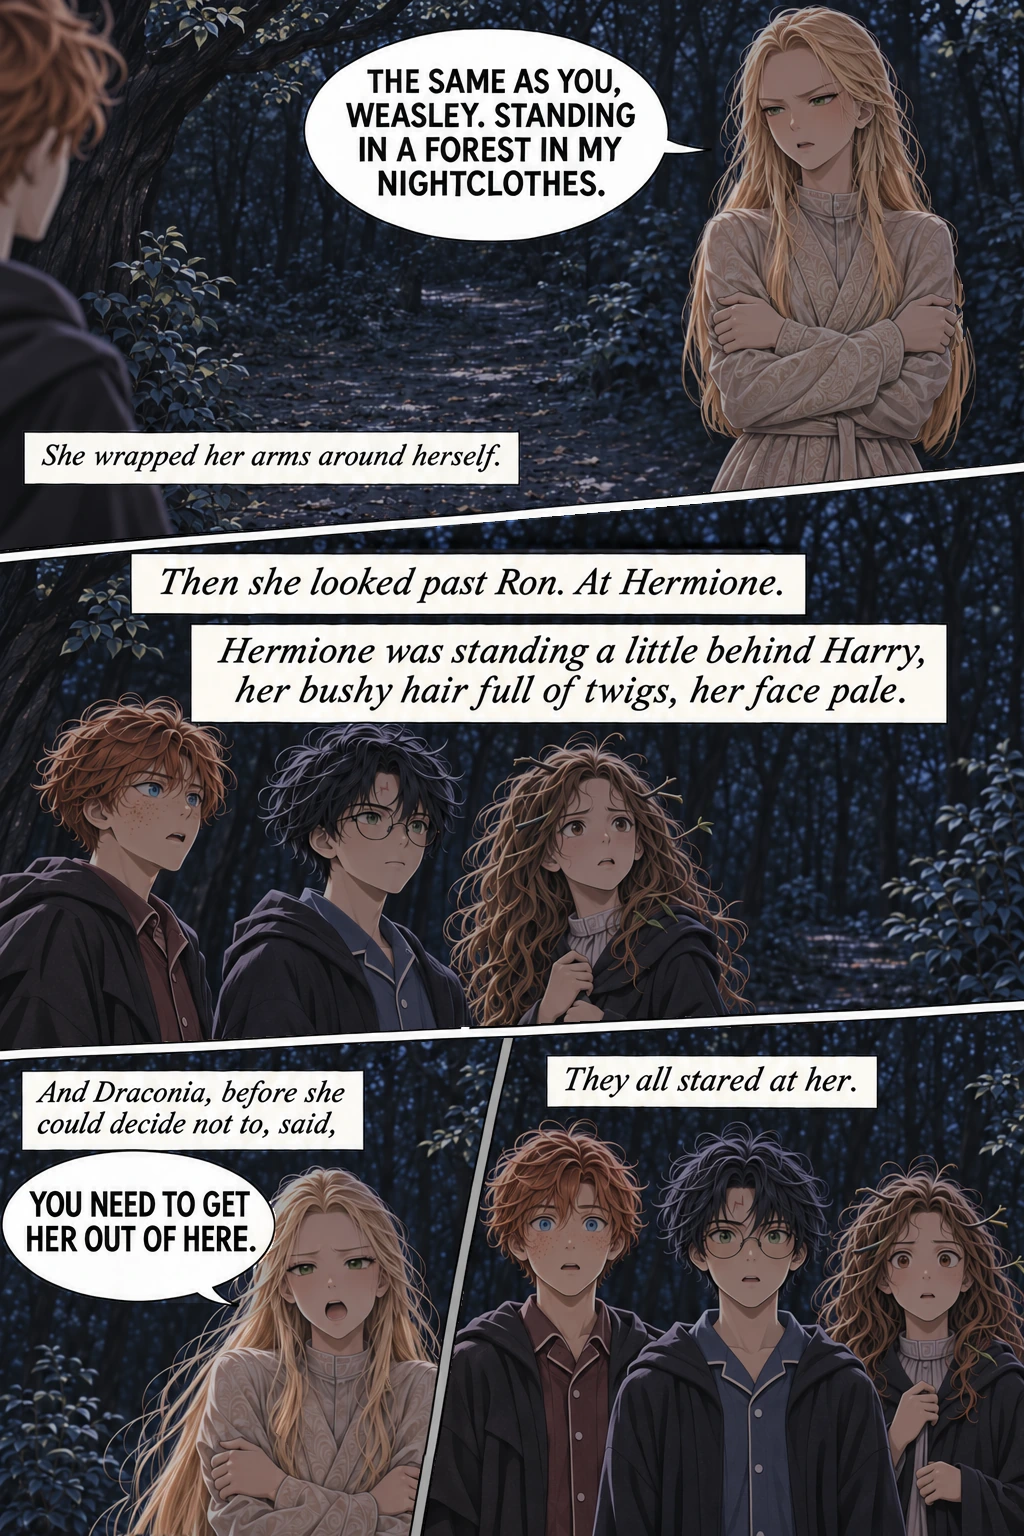 THE SAME AS YOU,
WEASLEY. STANDING
IN A FOREST IN MY
NIGHTCLOTHES.
She wrapped her arms around herself.
Then she looked past Ron. At Hermione.
Hermione was standing a little behind Harry,
her bushy hair full of twigs, her face pale.
And Draconia, before she
could decide not to, said,
YOU NEED TO GET
HER OUT OF HERE.
They all stared at her.